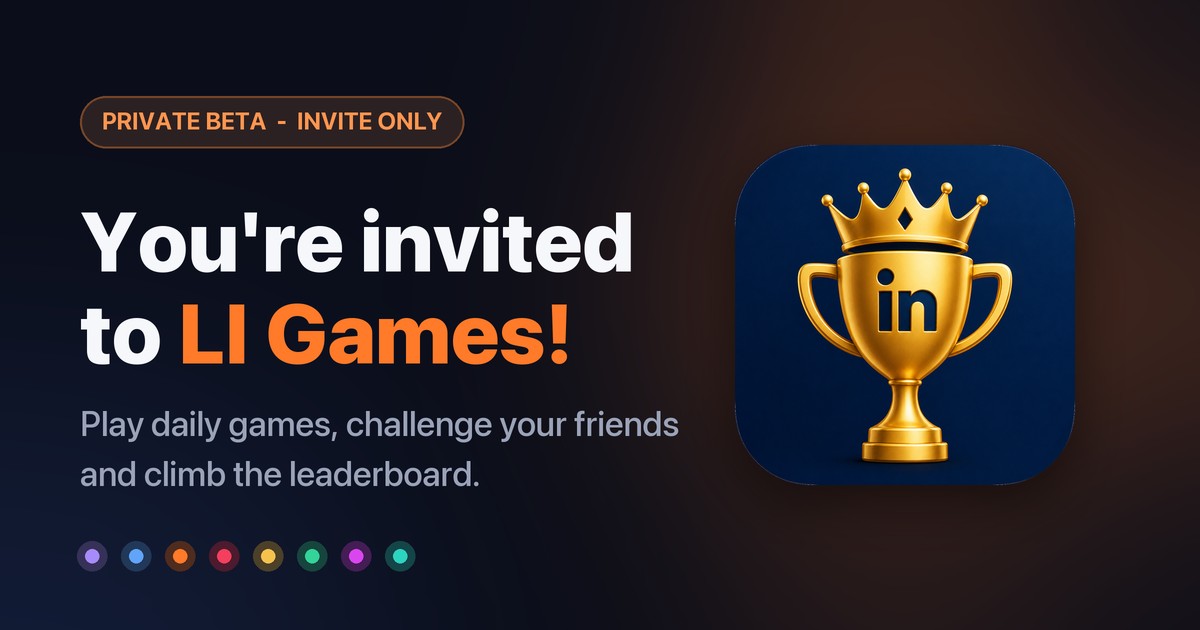 PRIVATE BETA - INVITE ONLY
You're invited
to LI Games!
Play daily games, challenge your friends
and climb the leaderboard.
in